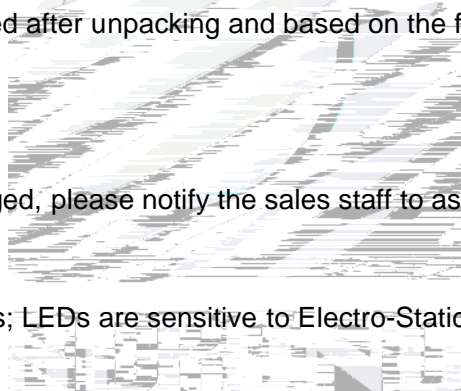 ed after unpacking and based on the f
ged, please notify the sales staff to as
s; LEDs are sensitive to Electro-Static